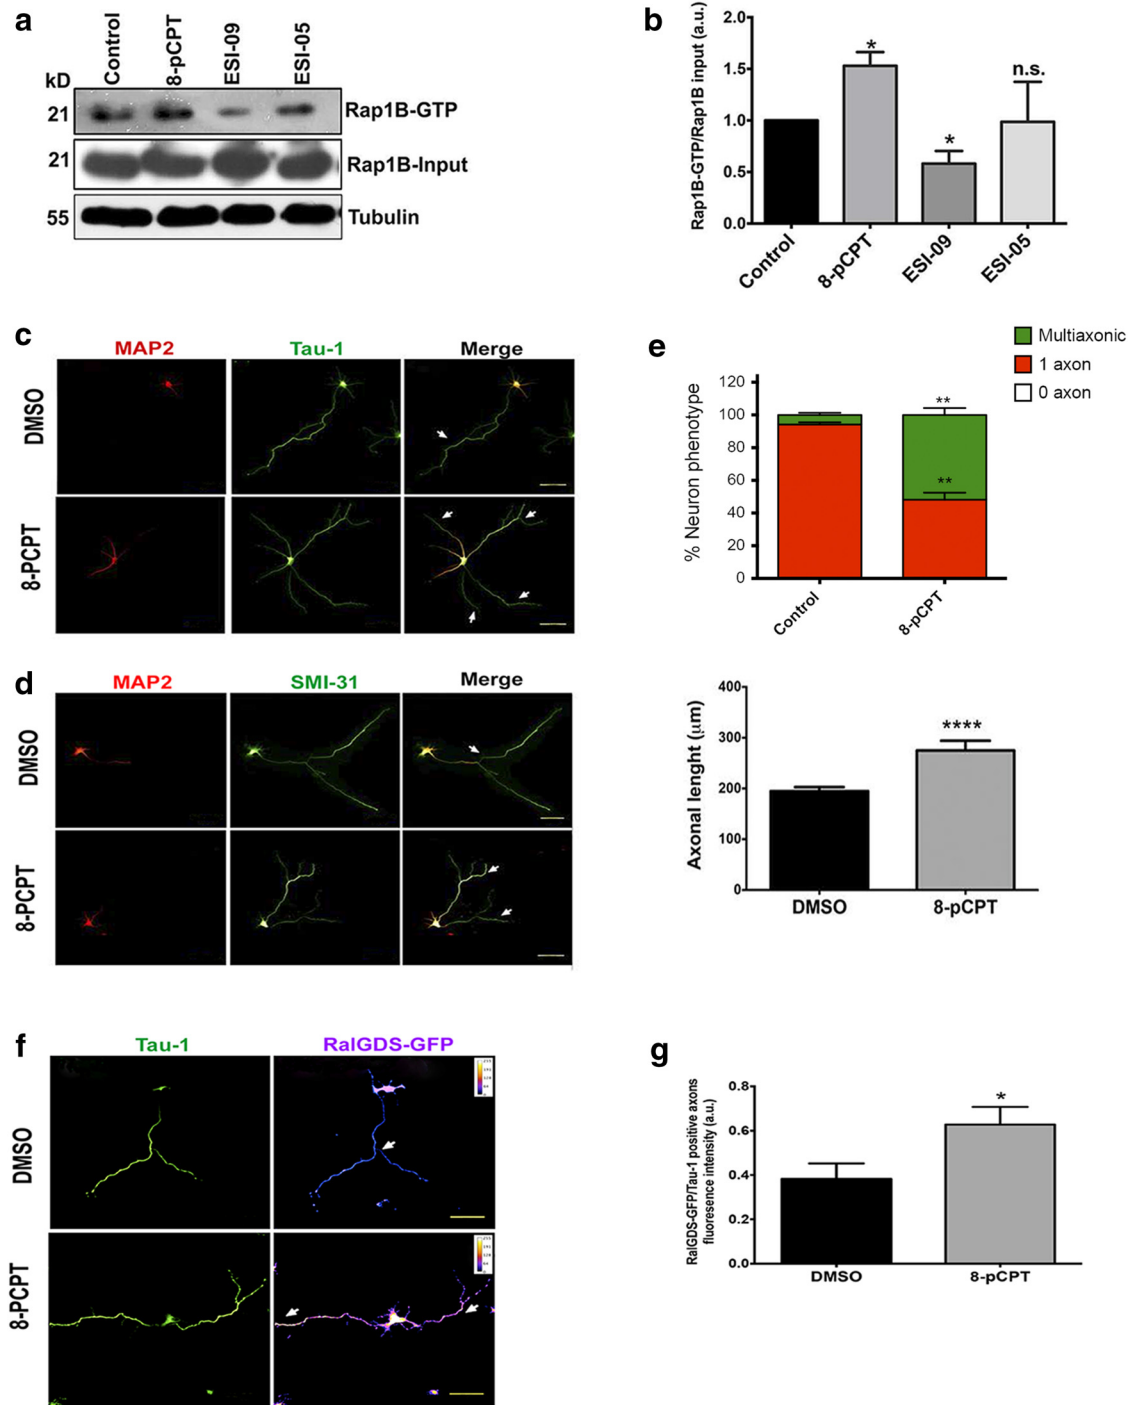 a
Control
8-pCPT
ESI-09
ESI-05
kD
21
Rap1B-GTP
21
Rap1B-Input
55
Tubulin
b
Rap1B-GTP/Rap1B input (a.u.)
2.0
1.5
1.0
0.5
0.0
*
*
n.s.
Control
8-pCPT
ESI-09
ESI-05
c
MAP2
Tau-1
Merge
DMSO
8-PCPT
d
MAP2
SMI-31
Merge
DMSO
8-PCPT
e
Multiaxonic
1 axon
0 axon
% Neuron phenotype
120
100
80
60
40
20
0
**
**
Control
8-pCPT
Axonal lenght (µm)
400
300
200
100
0
****
DMSO
8-pCPT
f
Tau-1
RalGDS-GFP
DMSO
8-PCPT
g
RalGDS-GFP/Tau-1 positive axons
fluoresence intensity (a.u.)
0.8
0.6
0.4
0.2
0.0
*
DMSO
8-pCPT